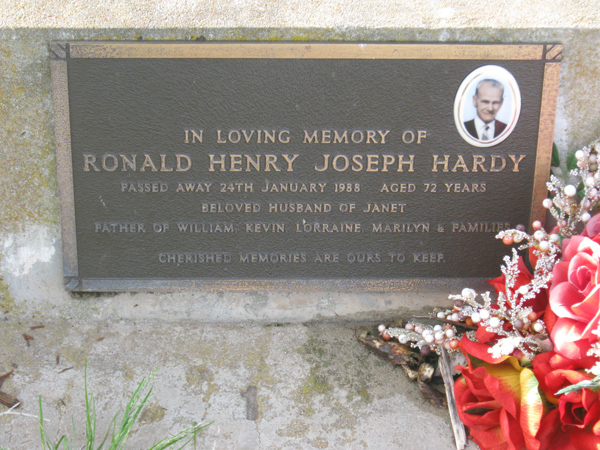 IN LOVING MEMORY OF
RONALD HENRY JOSEPH HARDY
PASSED AWAY 24TH JANUARY 1988 AGED 72 YEARS
BELOVED HUSBAND OF JANET
FATHER OF WILLIAM, KEVIN, LORRAINE, MARILYN & FAMILIES
CHERISHED MEMORIES ARE OURS TO KEEP.